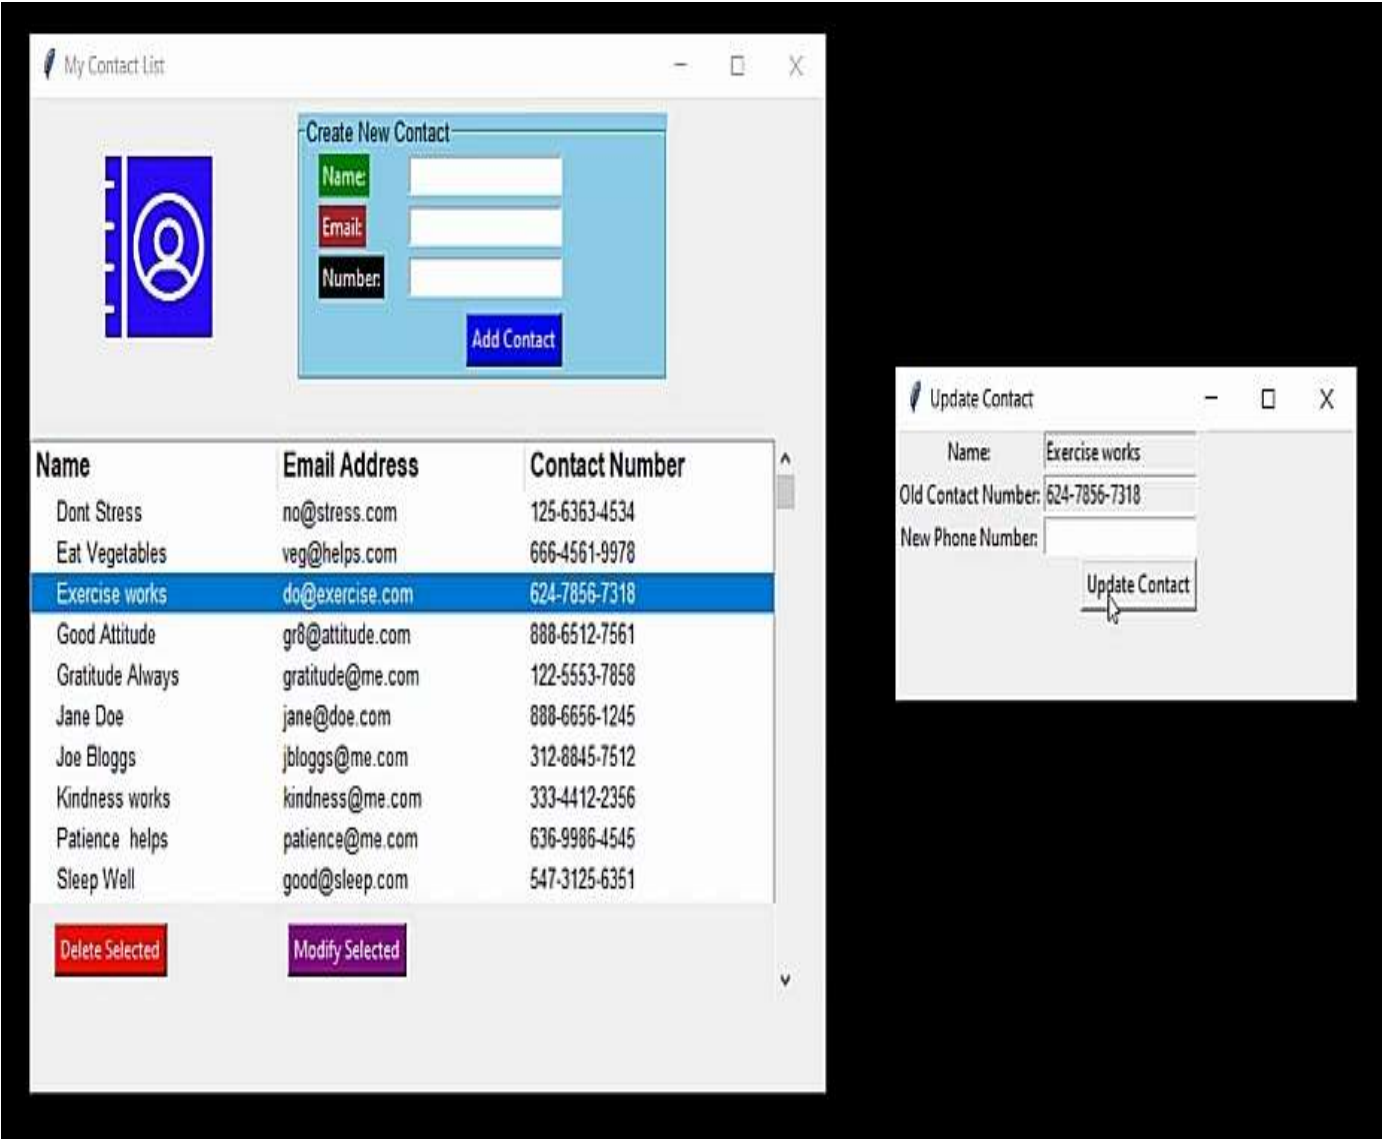 My Contact List
Create New Contact
Name:
Email:
Number:
Add Contact
Name Email Address Contact Number
Dont Stress no@stress.com 125-6363-4534
Eat Vegetables veg@helps.com 666-4561-9978
Exercise works do@exercise.com 624-7856-7318
Good Attitude gr8@attitude.com 888-6512-7561
Gratitude Always gratitude@me.com 122-5553-7858
Jane Doe jane@doe.com 888-6656-1245
Joe Bloggs jbloggs@me.com 312-8845-7512
Kindness works kindness@me.com 333-4412-2356
Patience  helps patience@me.com 636-9986-4545
Sleep Well good@sleep.com 547-3125-6351
Delete Selected Modify Selected
Update Contact
Name: Exercise works
Old Contact Number: 624-7856-7318
New Phone Number:
Update Contact